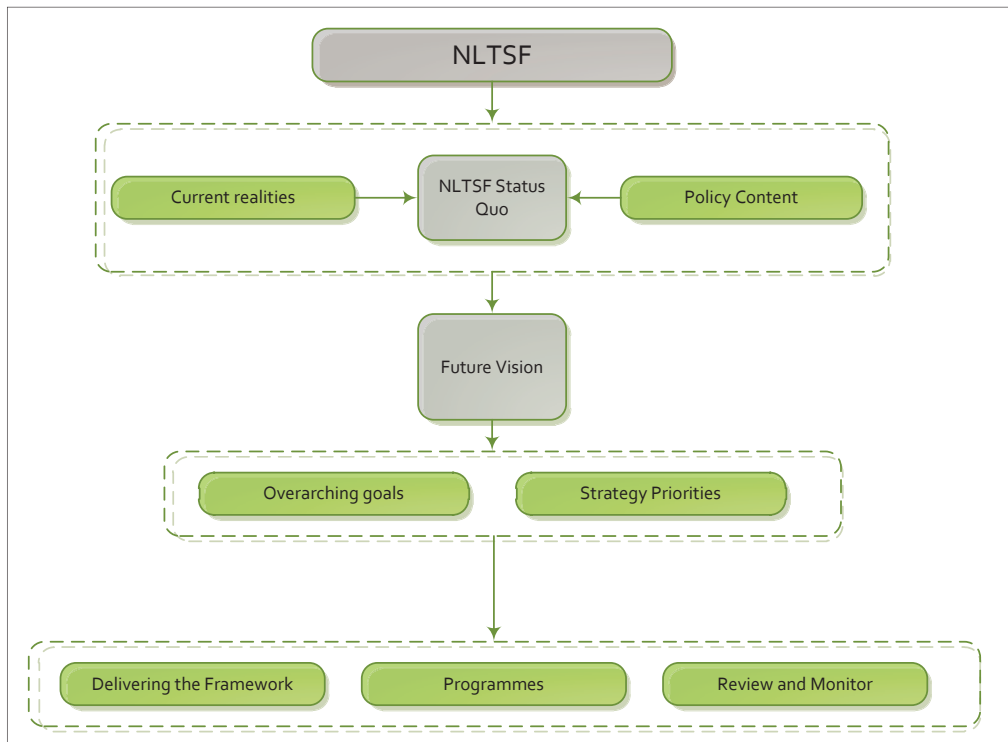 NLTSF
Current realities
NLTSF Status
Quo
Policy Content
Future Vision
Overarching goals
Strategy Priorities
Delivering the Framework
Programmes
Review and Monitor